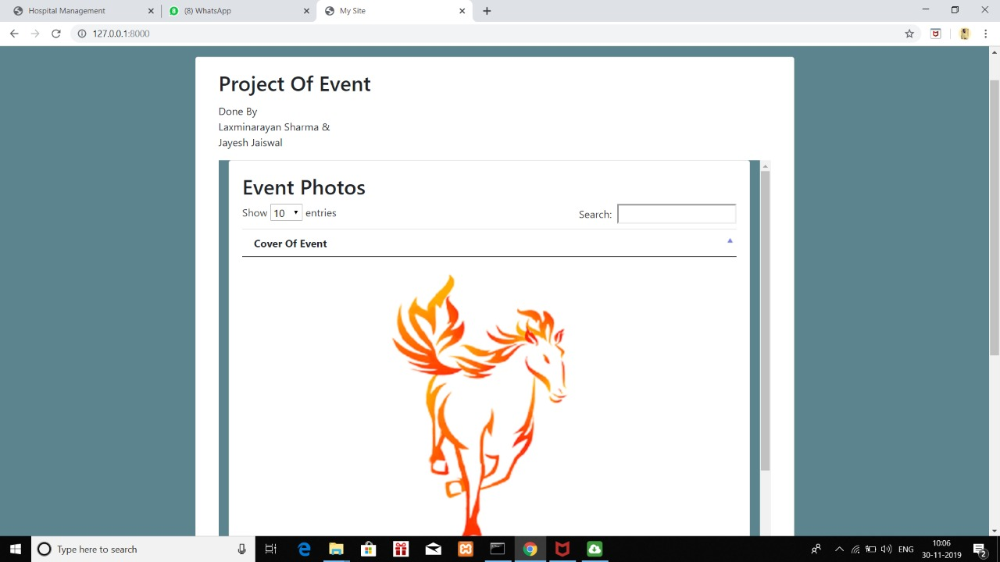 Hospital Management
(8) WhatsApp
My Site
127.0.0.1:8000
Project Of Event
Done By
Laxminarayan Sharma &
Jayesh Jaiswal
Event Photos
Show 10 entries
Search:
Cover Of Event
Type here to search
ENG
10:06
30-11-2019
2